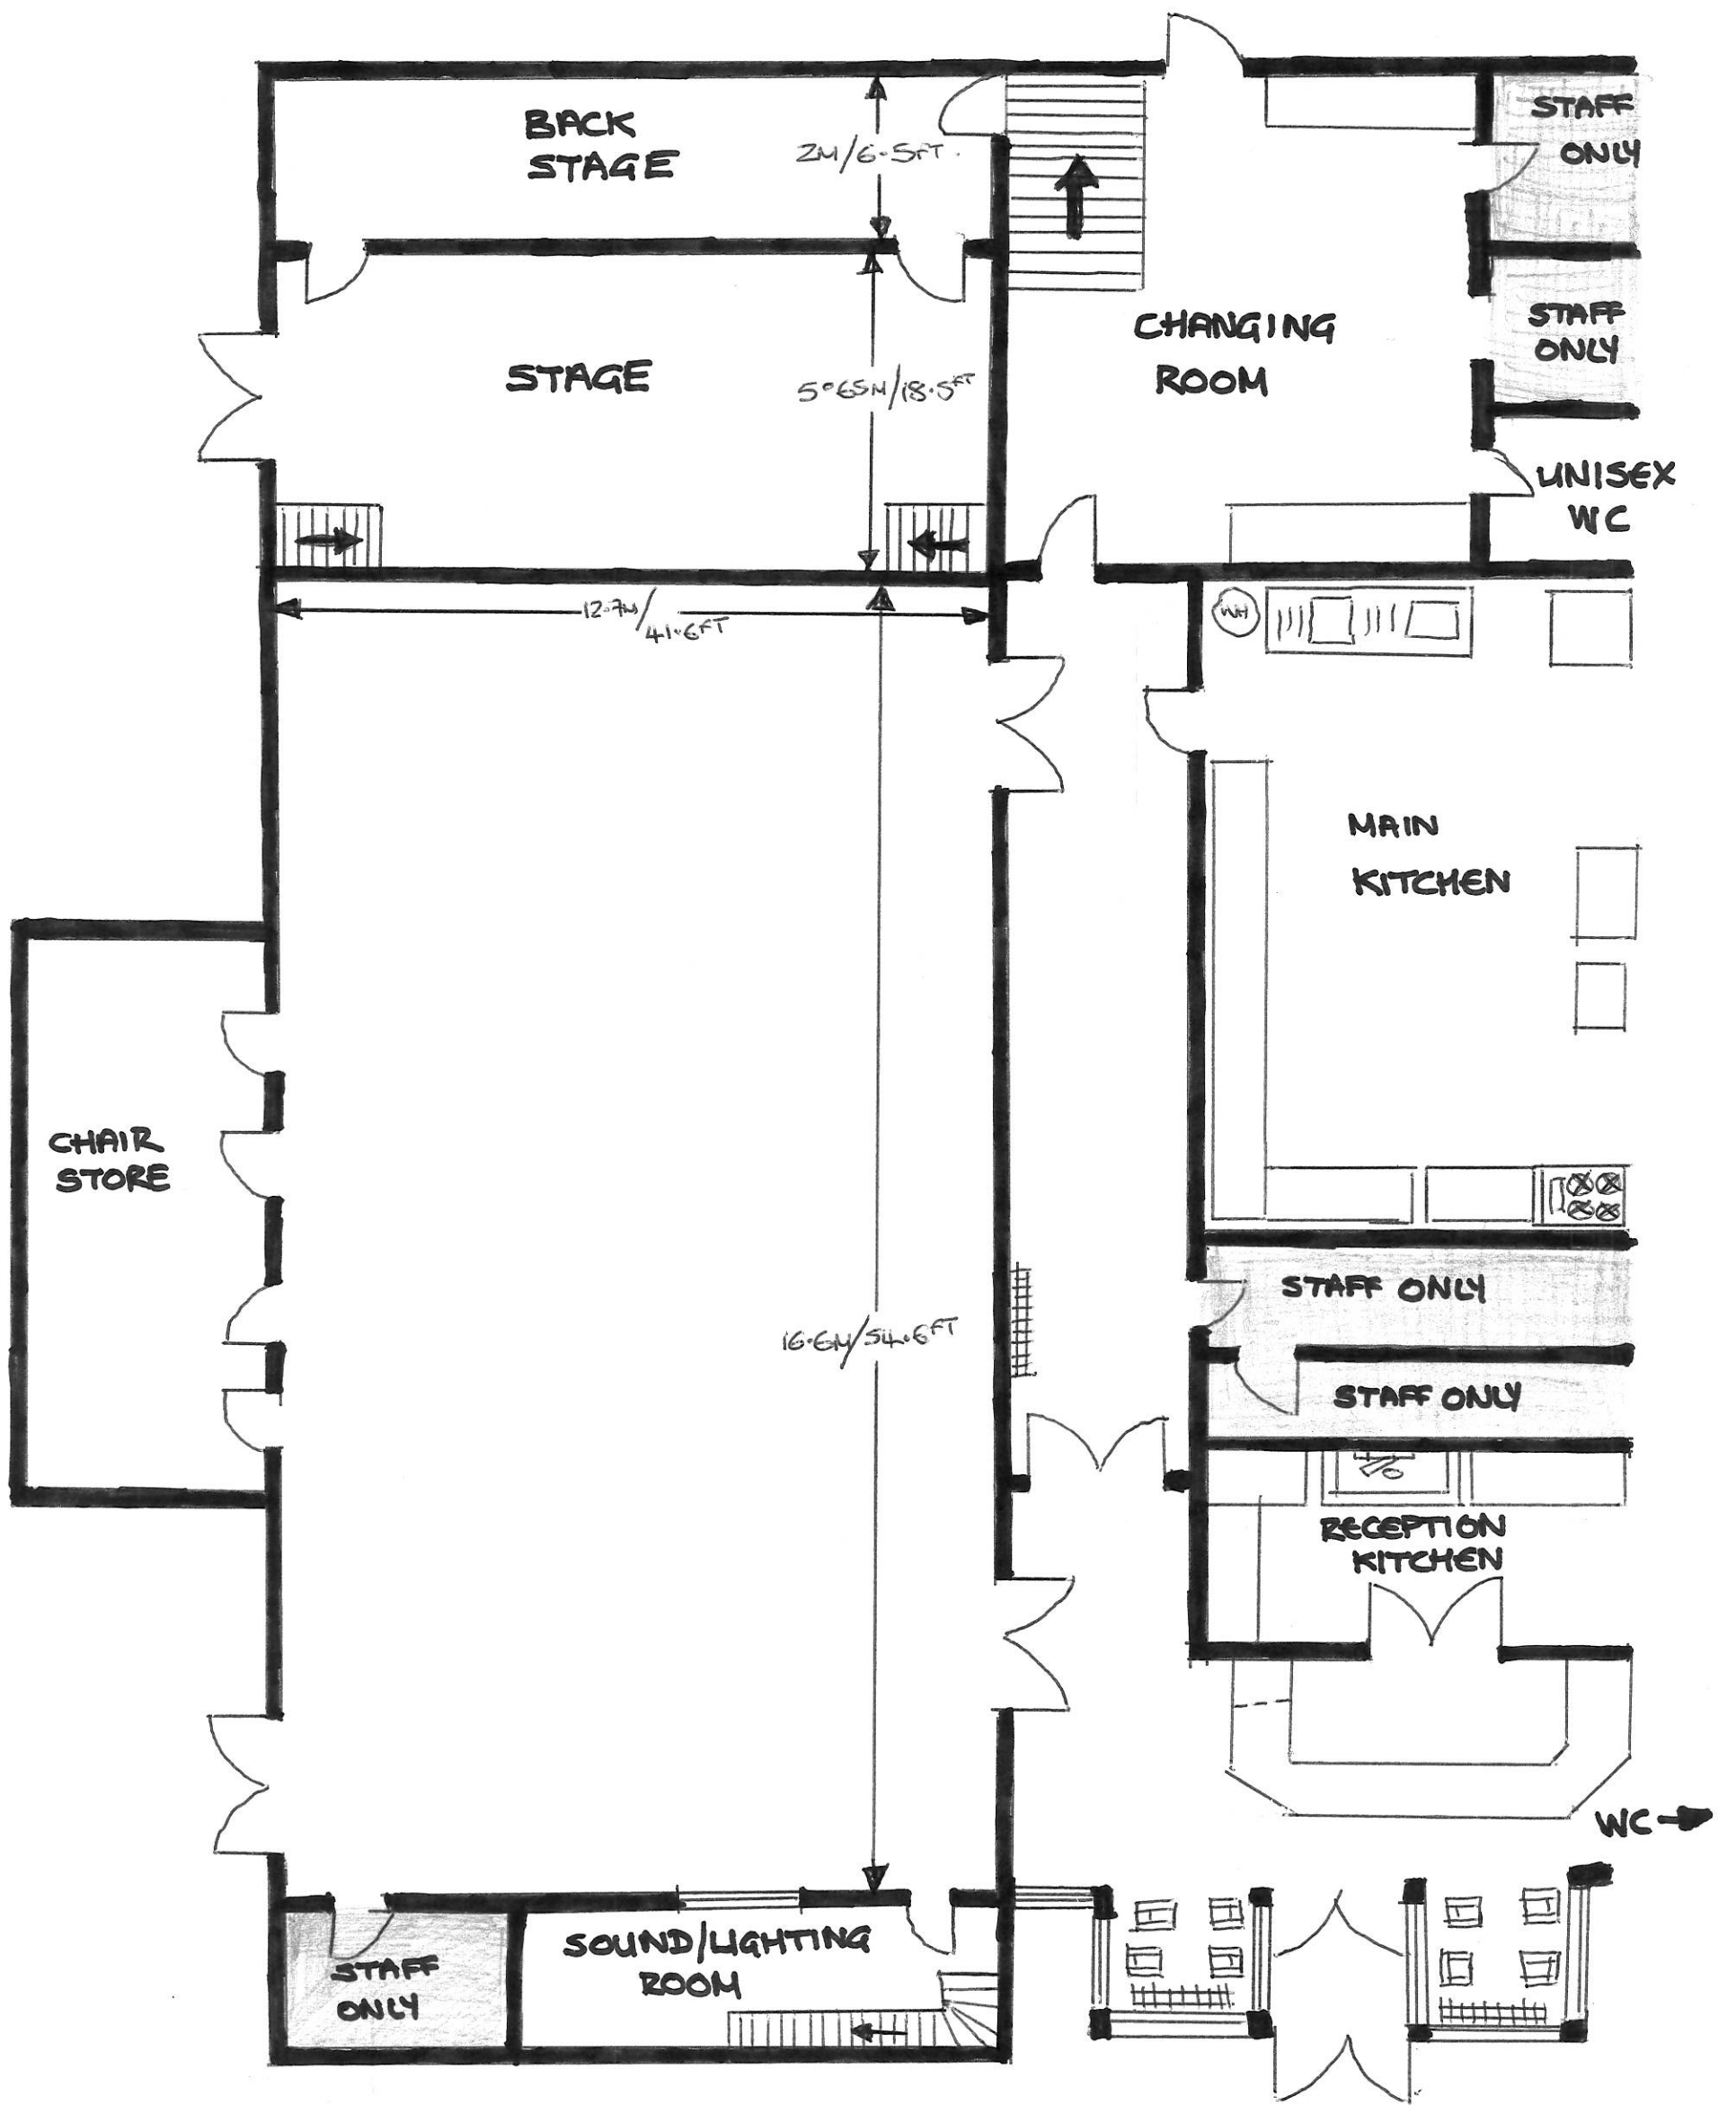 BACK
STAGE
2M/6.5FT.
STAFF
ONLY
STAGE
5.65M/18.5FT
CHANGING
ROOM
STAFF
ONLY
UNISEX
WC
12.7M/
41.6FT
WH
MAIN
KITCHEN
CHAIR
STORE
16.6M/54.6FT
STAFF ONLY
STAFF ONLY
RECEPTION
KITCHEN
WC
SOUND/LIGHTING
ROOM
STAFF
ONLY